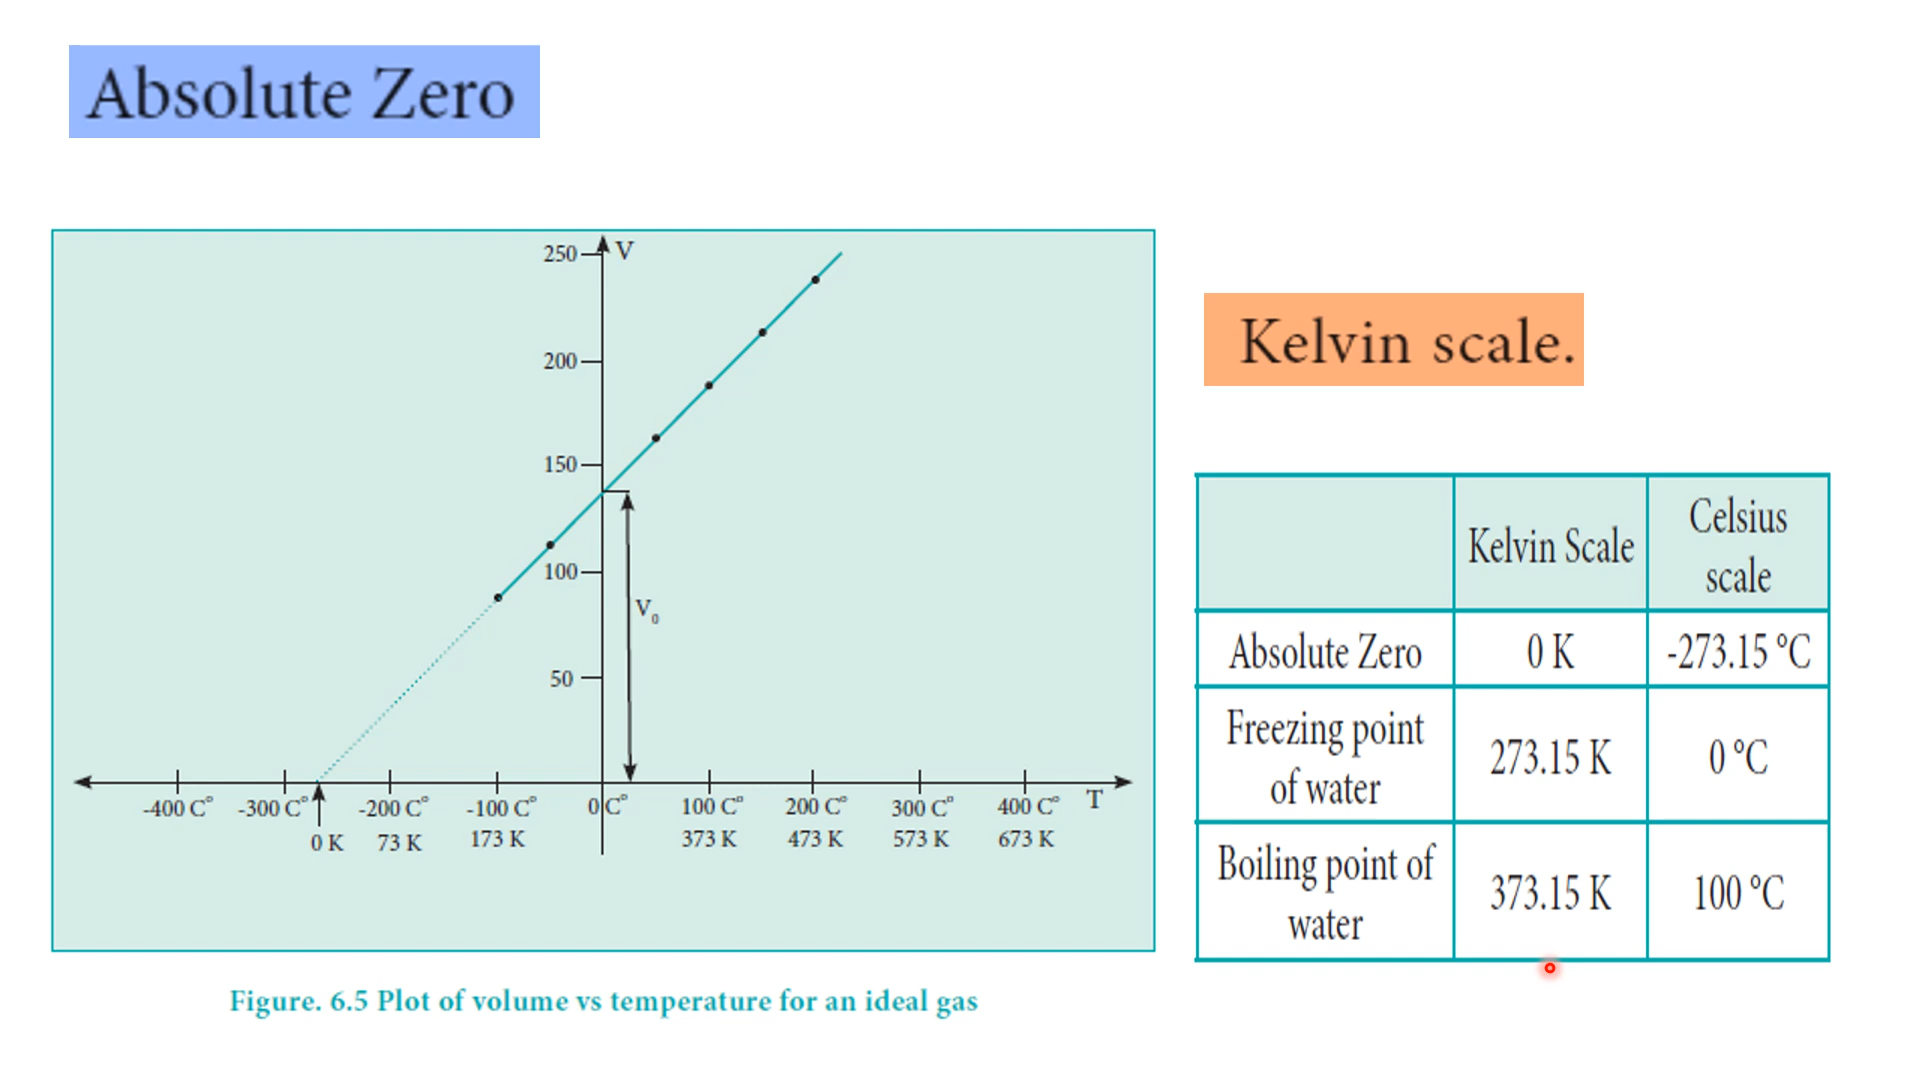 Absolute Zero
250 V
200
150
100
V₀
50
-400 C° -300 C° -200 C° -100 C° 0 C° 100 C° 200 C° 300 C° 400 C° T
0 K 73 K 173 K 373 K 473 K 573 K 673 K
Figure. 6.5 Plot of volume vs temperature for an ideal gas
Kelvin scale.
Kelvin Scale Celsius scale
Absolute Zero 0 K -273.15 °C
Freezing point of water 273.15 K 0 °C
Boiling point of water 373.15 K 100 °C